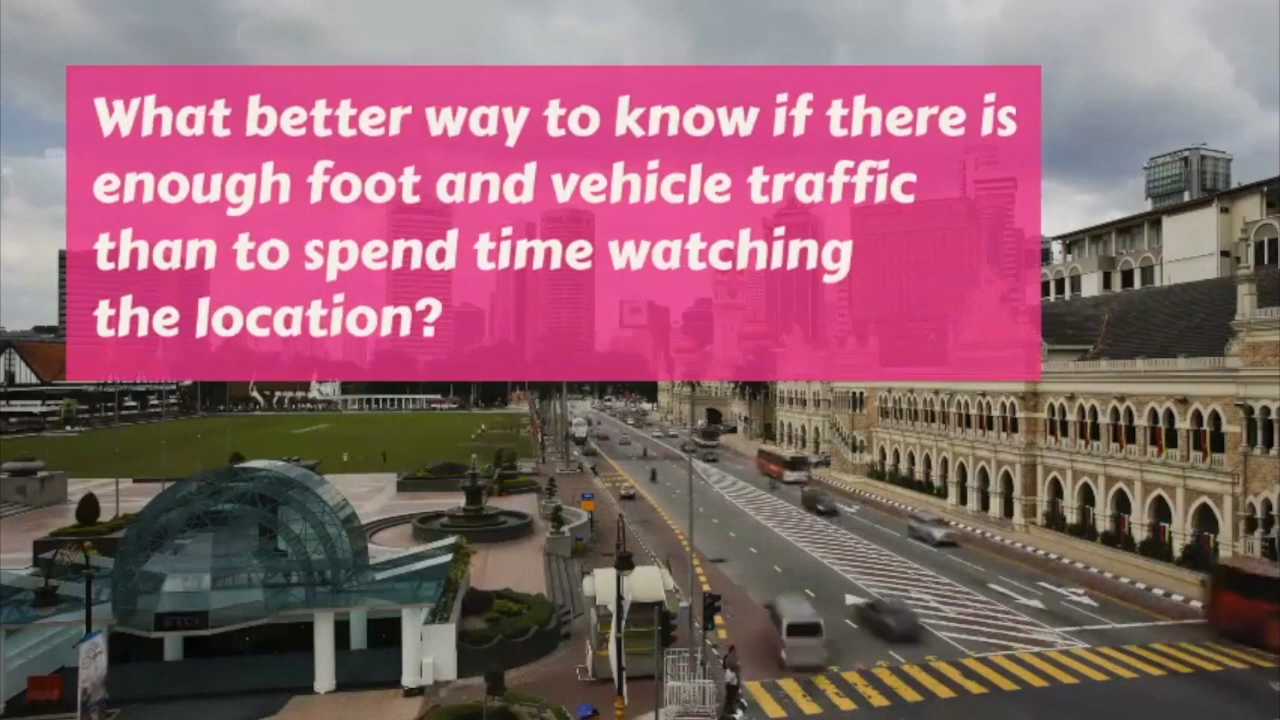 What better way to know if there is
enough foot and vehicle traffic
than to spend time watching
the location?